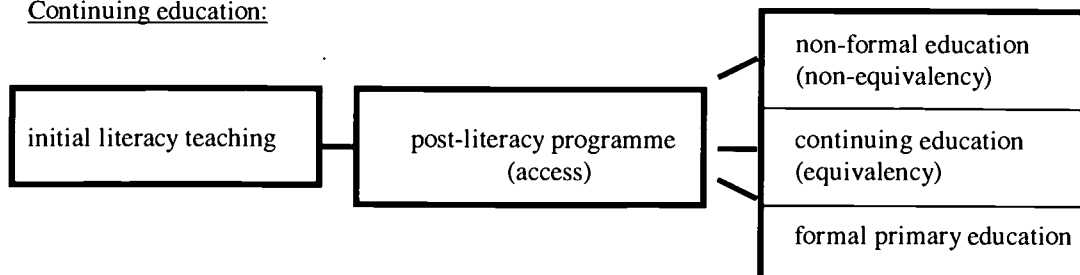 Continuing education:
initial literacy teaching
post-literacy programme
(access)
non-formal education
(non-equivalency)
continuing education
(equivalency)
formal primary education